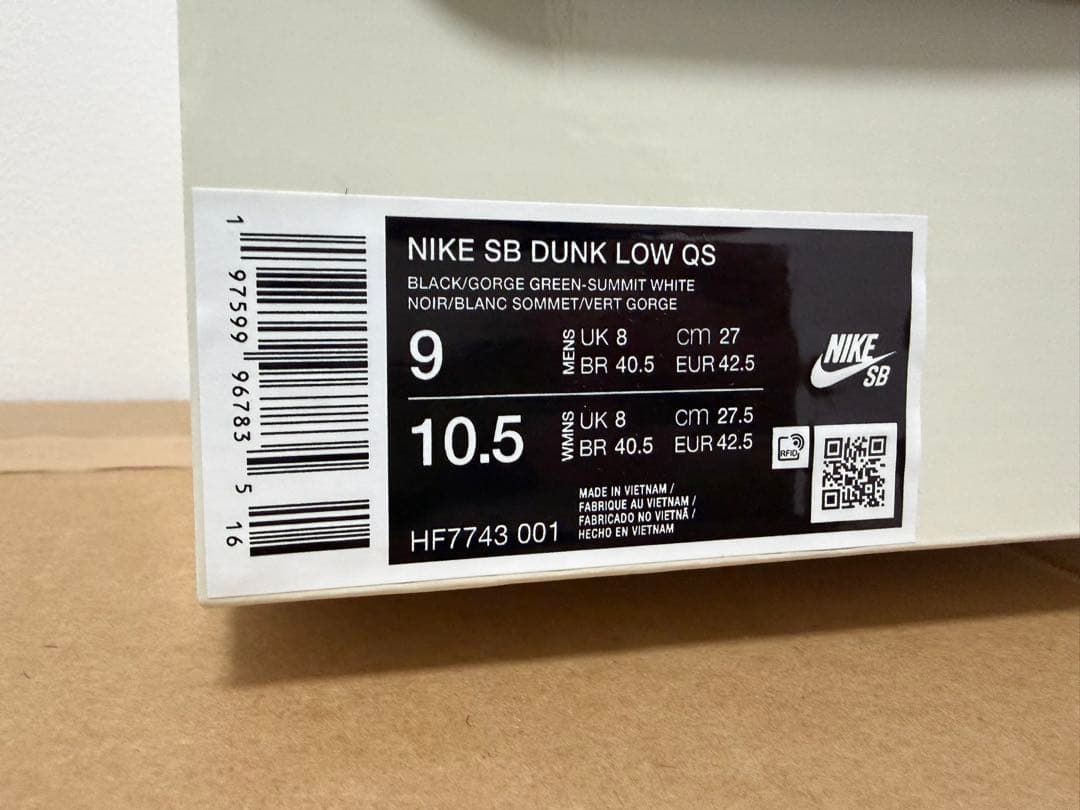 1 97599 96783 5 16
NIKE SB DUNK LOW QS
BLACK/GORGE GREEN-SUMMIT WHITE
NOIR/BLANC SOMMET/VERT GORGE
9
MENS
UK 8 cm 27
BR 40.5 EUR 42.5
10.5
WMNS
UK 8 cm 27.5
BR 40.5 EUR 42.5
NIKE
SB
RFID
HF7743 001
MADE IN VIETNAM /
FABRIQUE AU VIETNAM /
FABRICADO NO VIETNÃ /
HECHO EN VIETNAM